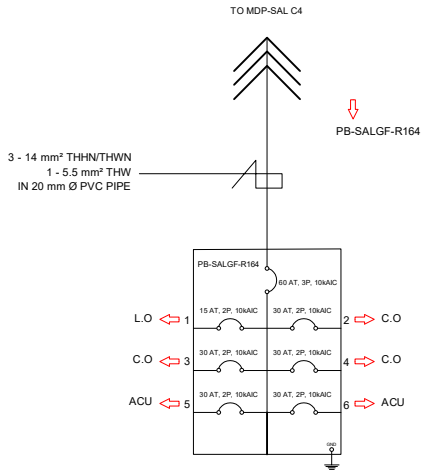 TO MDP-SAL C4
PB-SALGF-R164
3 - 14 mm² THHN/THWN
1 - 5.5 mm² THW
IN 20 mm Ø PVC PIPE
PB-SALGF-R164
60 AT, 3P, 10kAIC
L.O 1 15 AT, 2P, 10kAIC 30 AT, 2P, 10kAIC 2 C.O
C.O 3 30 AT, 2P, 10kAIC 30 AT, 2P, 10kAIC 4 C.O
ACU 5 30 AT, 2P, 10kAIC 30 AT, 2P, 10kAIC 6 ACU
GND